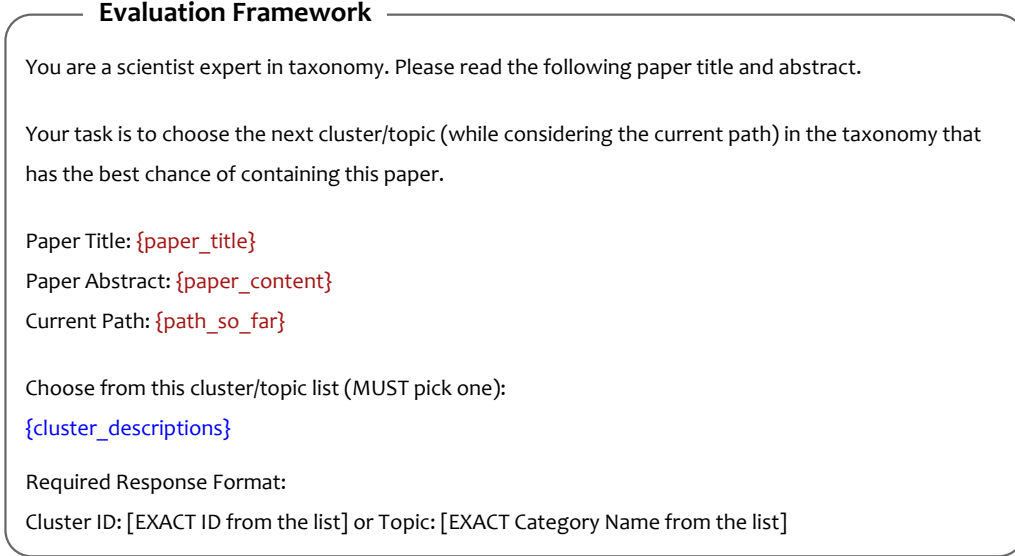 Evaluation Framework
You are a scientist expert in taxonomy. Please read the following paper title and abstract.
Your task is to choose the next cluster/topic (while considering the current path) in the taxonomy that
has the best chance of containing this paper.
Paper Title: {paper_title}
Paper Abstract: {paper_content}
Current Path: {path_so_far}
Choose from this cluster/topic list (MUST pick one):
{cluster_descriptions}
Required Response Format:
Cluster ID: [EXACT ID from the list] or Topic: [EXACT Category Name from the list]